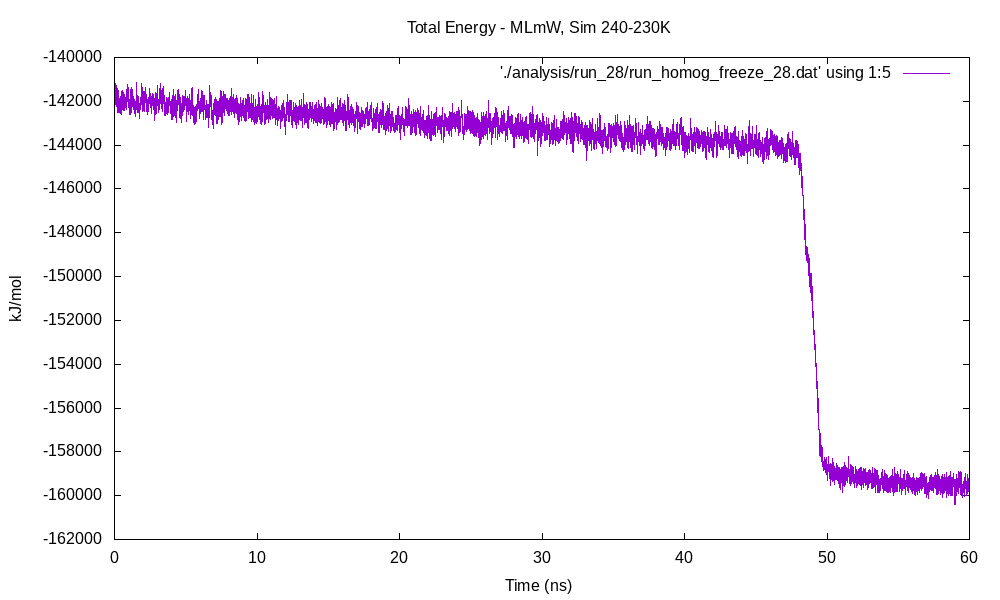 Total Energy - MLmW, Sim 240-230K
'./analysis/run_28/run_homog_freeze_28.dat' using 1:5
-140000
-142000
-144000
-146000
-148000
-150000
-152000
-154000
-156000
-158000
-160000
-162000
kJ/mol
0 10 20 30 40 50 60
Time (ns)